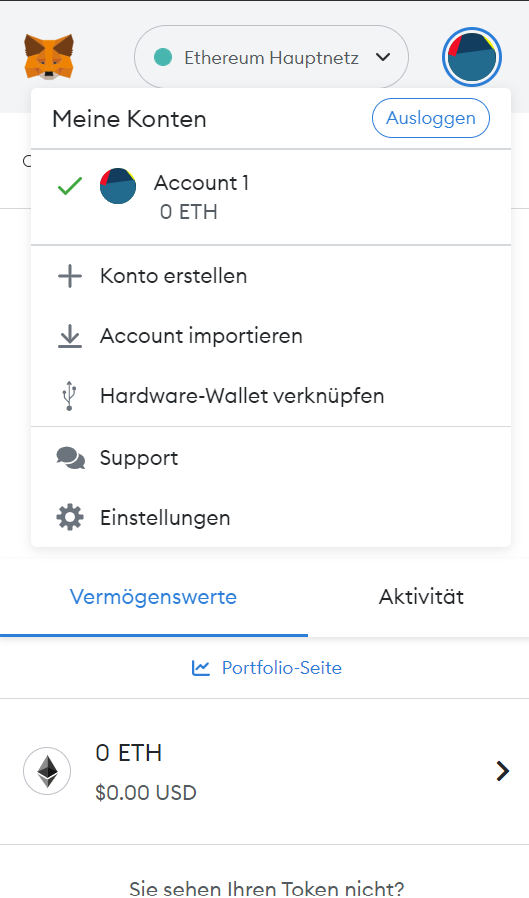 Ethereum Hauptnetz
Meine Konten
Ausloggen
Account 1
0 ETH
Konto erstellen
Account importieren
Hardware-Wallet verknüpfen
Support
Einstellungen
Vermögenswerte
Aktivität
Portfolio-Seite
0 ETH
$0.00 USD
Sie sehen Ihren Token nicht?